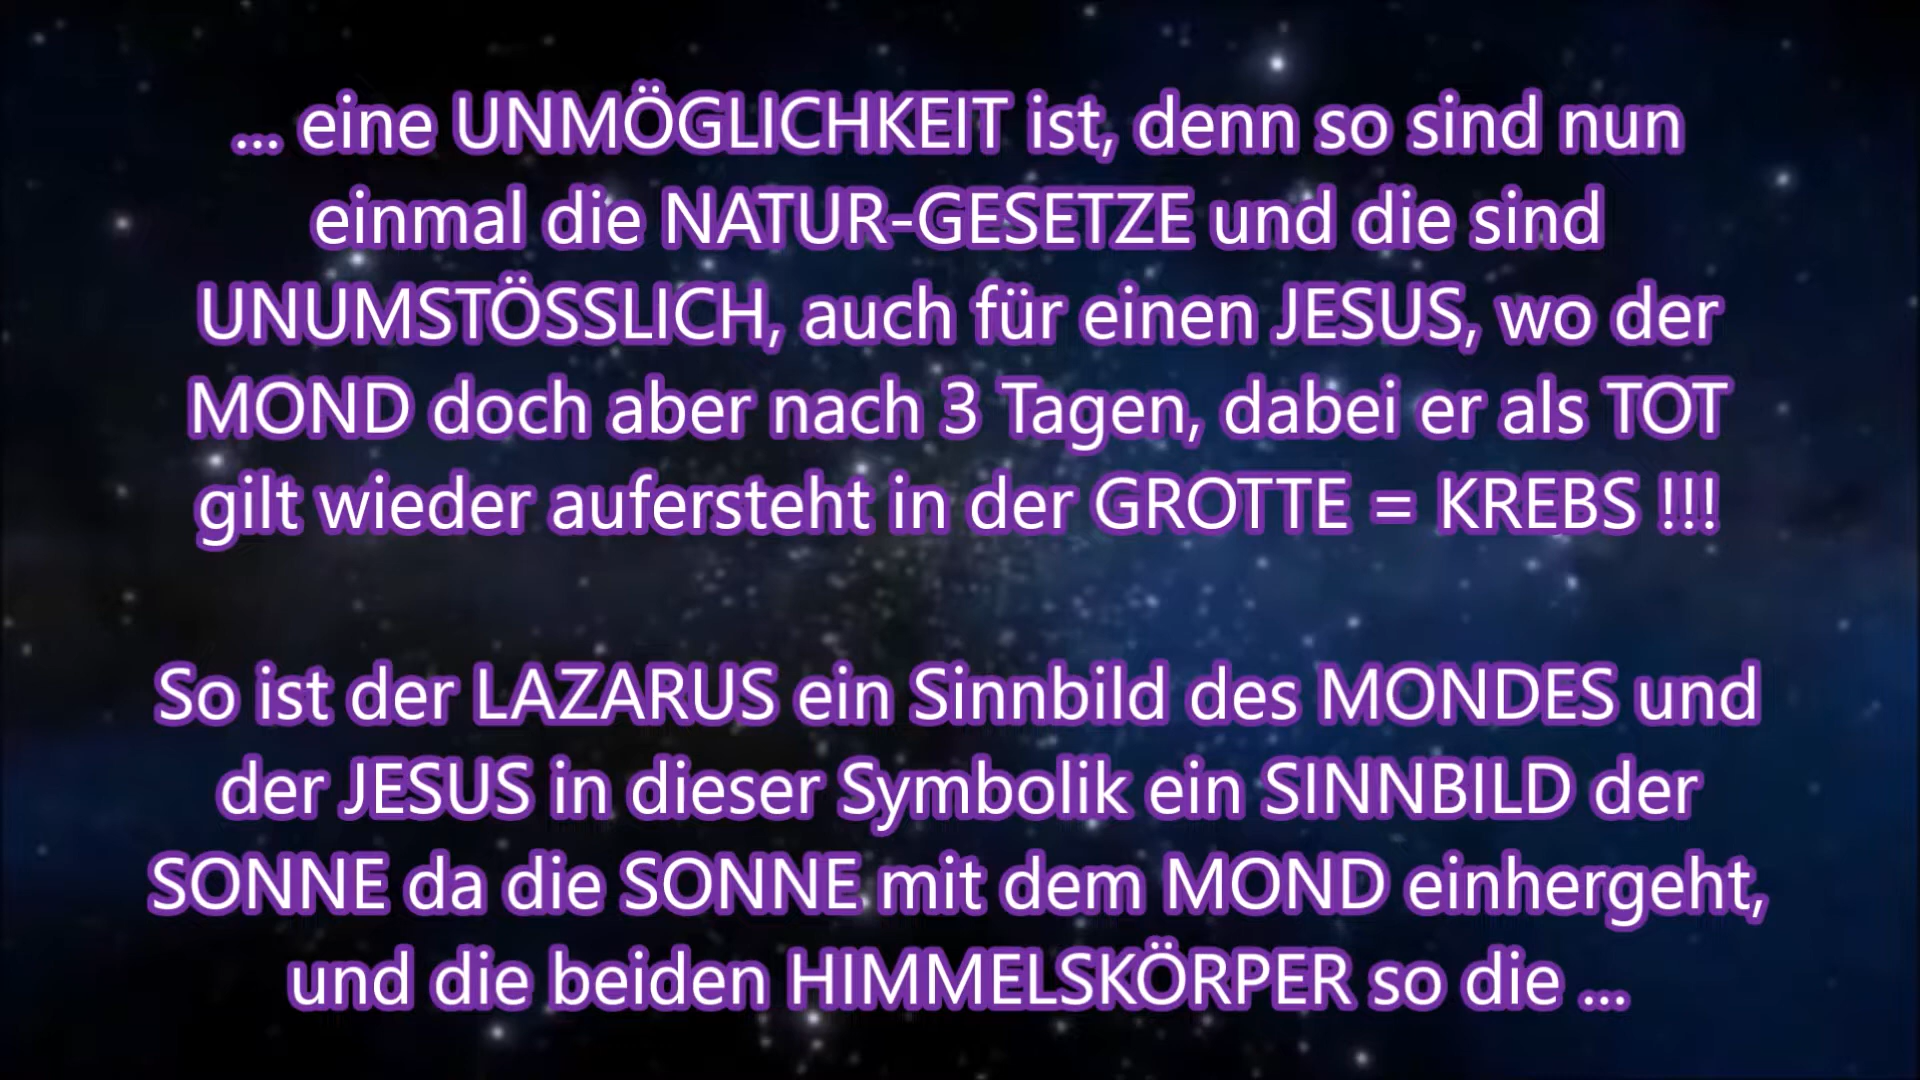 ... eine UNMÖGLICHKEIT ist, denn so sind nun
einmal die NATUR-GESETZE und die sind
UNUMSTÖSSLICH, auch für einen JESUS, wo der
MOND doch aber nach 3 Tagen, dabei er als TOT
gilt wieder aufersteht in der GROTTE = KREBS !!!
So ist der LAZARUS ein Sinnbild des MONDES und
der JESUS in dieser Symbolik ein SINNBILD der
SONNE da die SONNE mit dem MOND einhergeht,
und die beiden HIMMELSKÖRPER so die ...